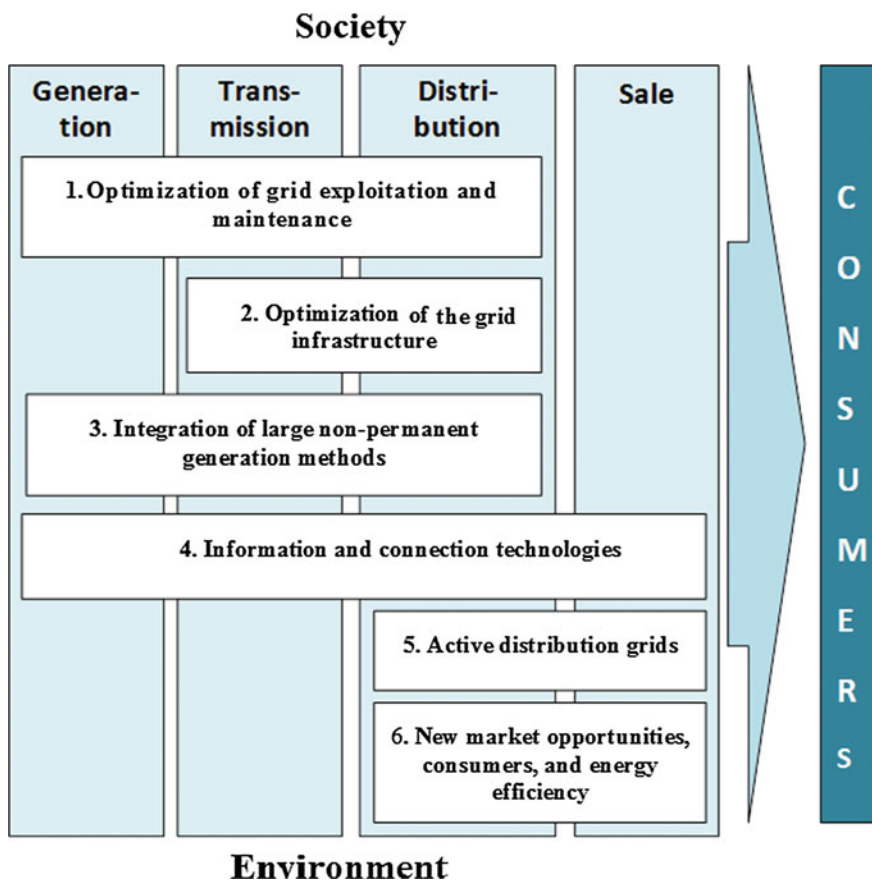 Society
Genera-
tion
Trans-
mission
Distri-
bution
Sale
1. Optimization of grid exploitation and
maintenance
2. Optimization of the grid
infrastructure
3. Integration of large non-permanent
generation methods
4. Information and connection technologies
5. Active distribution grids
6. New market opportunities,
consumers, and energy
efficiency
C
O
N
S
U
M
E
R
S
Environment